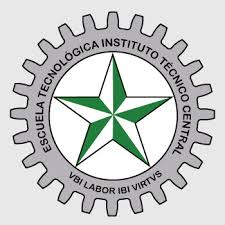 ESCUELA TECNOLÓGICA INSTITUTO TÉCNICO CENTRAL
VBI LABOR IBI VIRTVS